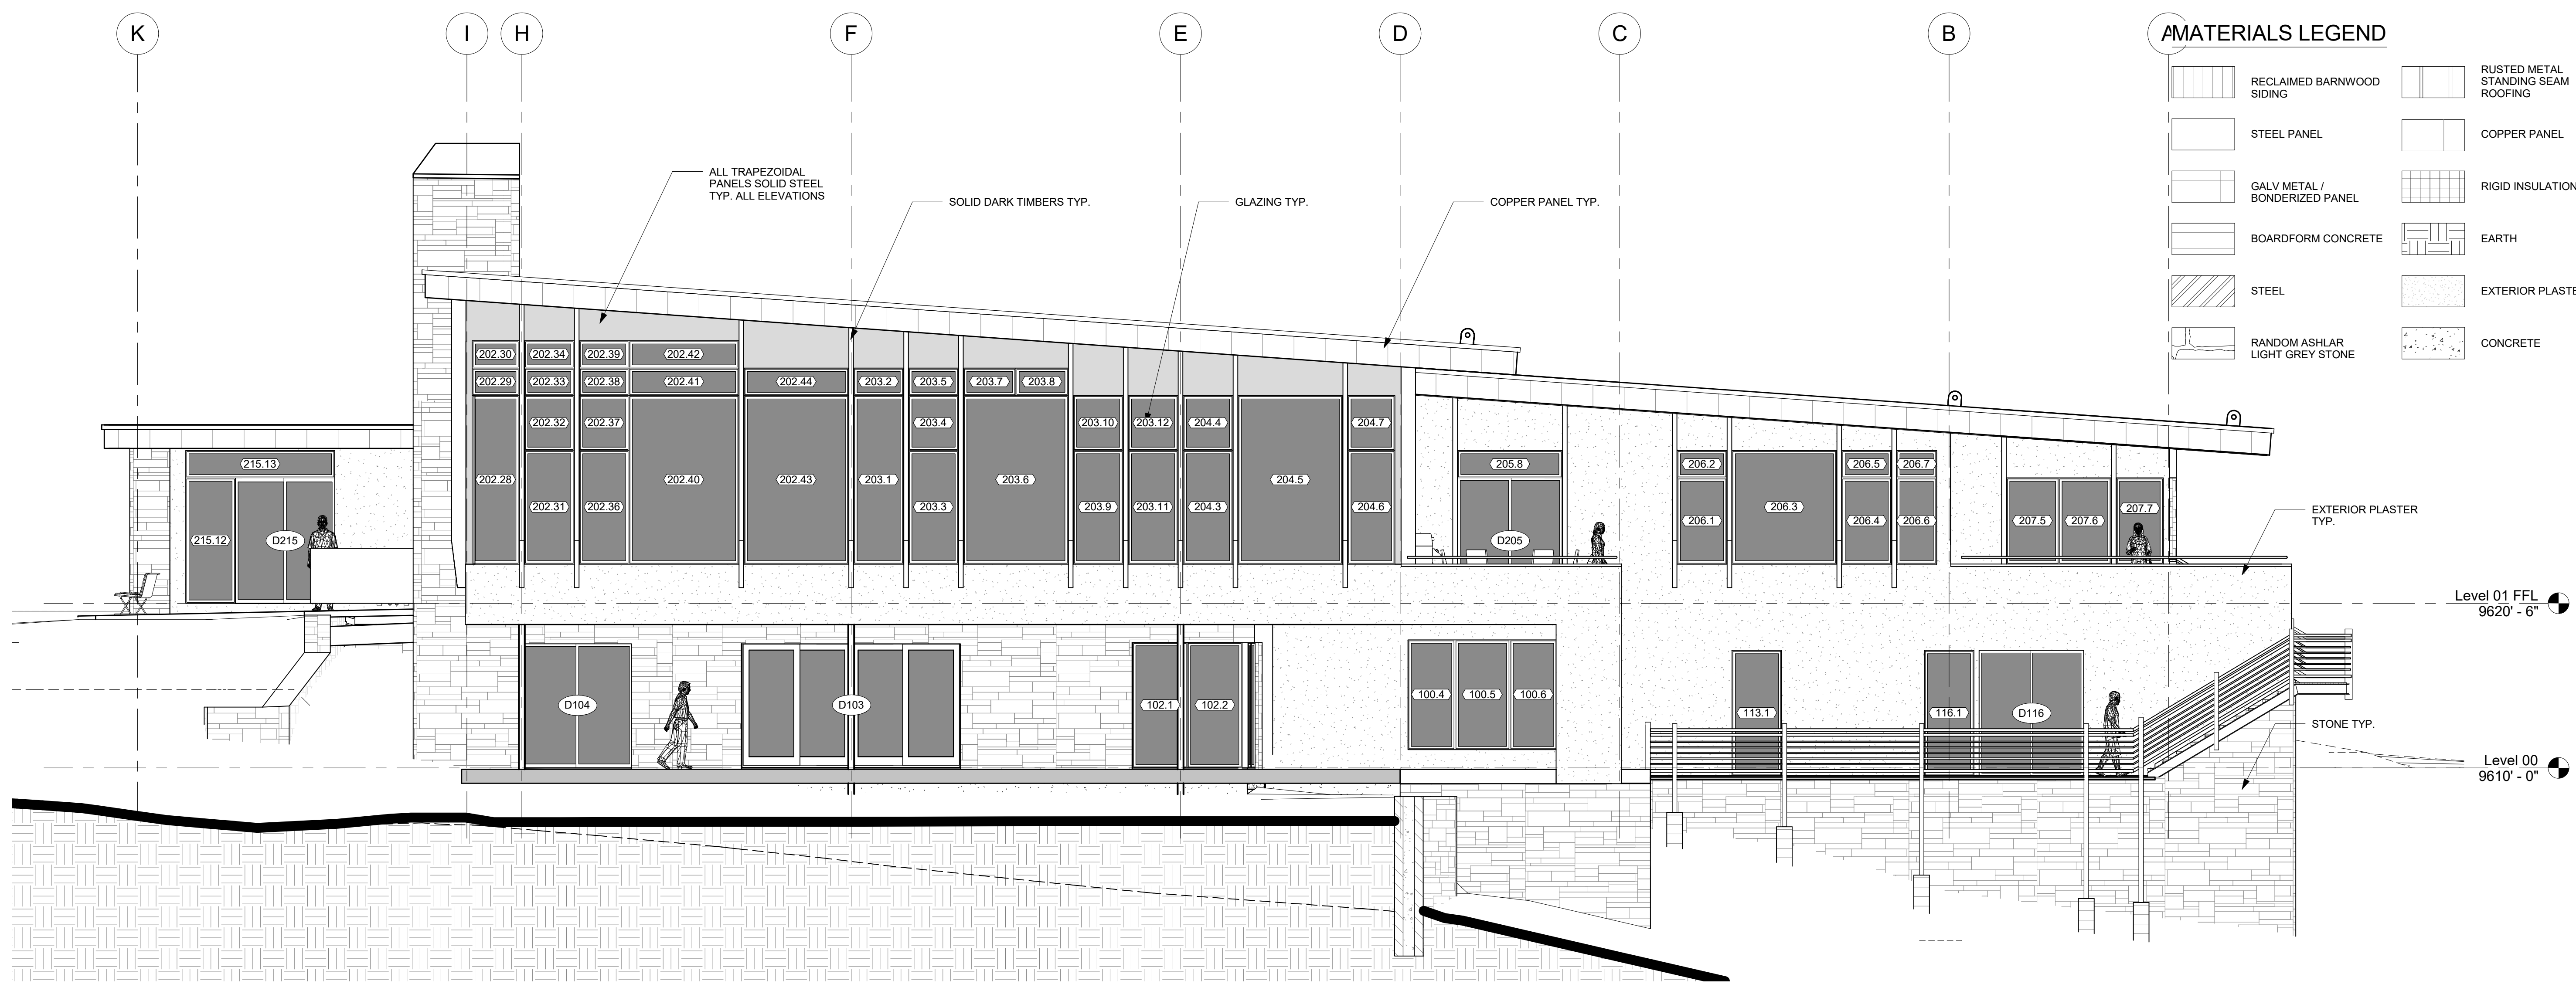 K I H F E D C B A
MATERIALS LEGEND
RECLAIMED BARNWOOD
SIDING
RUSTED METAL
STANDING SEAM
ROOFING
STEEL PANEL
COPPER PANEL
GALV METAL /
BONDERIZED PANEL
RIGID INSULATION
BOARDFORM CONCRETE
EARTH
STEEL
EXTERIOR PLASTE
RANDOM ASHLAR
LIGHT GREY STONE
CONCRETE
ALL TRAPEZOIDAL
PANELS SOLID STEEL
TYP. ALL ELEVATIONS
SOLID DARK TIMBERS TYP.
GLAZING TYP.
COPPER PANEL TYP.
202.30 202.34 202.39 202.42
202.29 202.33 202.38 202.41 202.44 203.2 203.5 203.7 203.8
202.32 202.37 203.4 203.10 203.12 204.4 204.7
215.13 205.8 206.2 206.5 206.7
202.28 202.40 202.43 203.1 203.6 204.5
202.31 202.36 203.3 203.9 203.11 204.3 204.6
206.3 207.7
206.1 206.4 206.6 207.5 207.6
215.12 D215 D205
EXTERIOR PLASTER
TYP.
Level 01 FFL
9620' - 6"
100.4 100.5 100.6
D104 D103 102.1 102.2
113.1 116.1 D116
STONE TYP.
Level 00
9610' - 0"